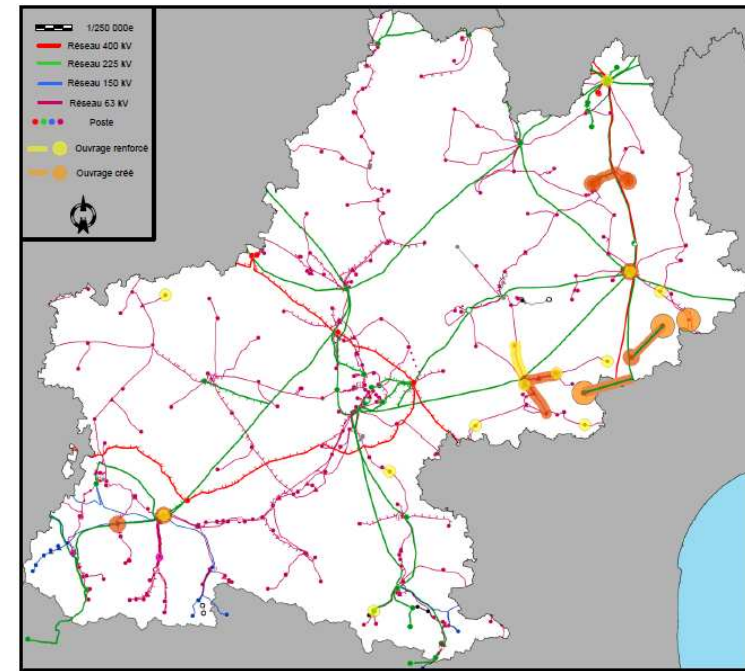 1/250 000e
Réseau 400 kV
Réseau 225 kV
Réseau 150 kV
Réseau 63 kV
Poste
Ouvrage renforcé
Ouvrage créé